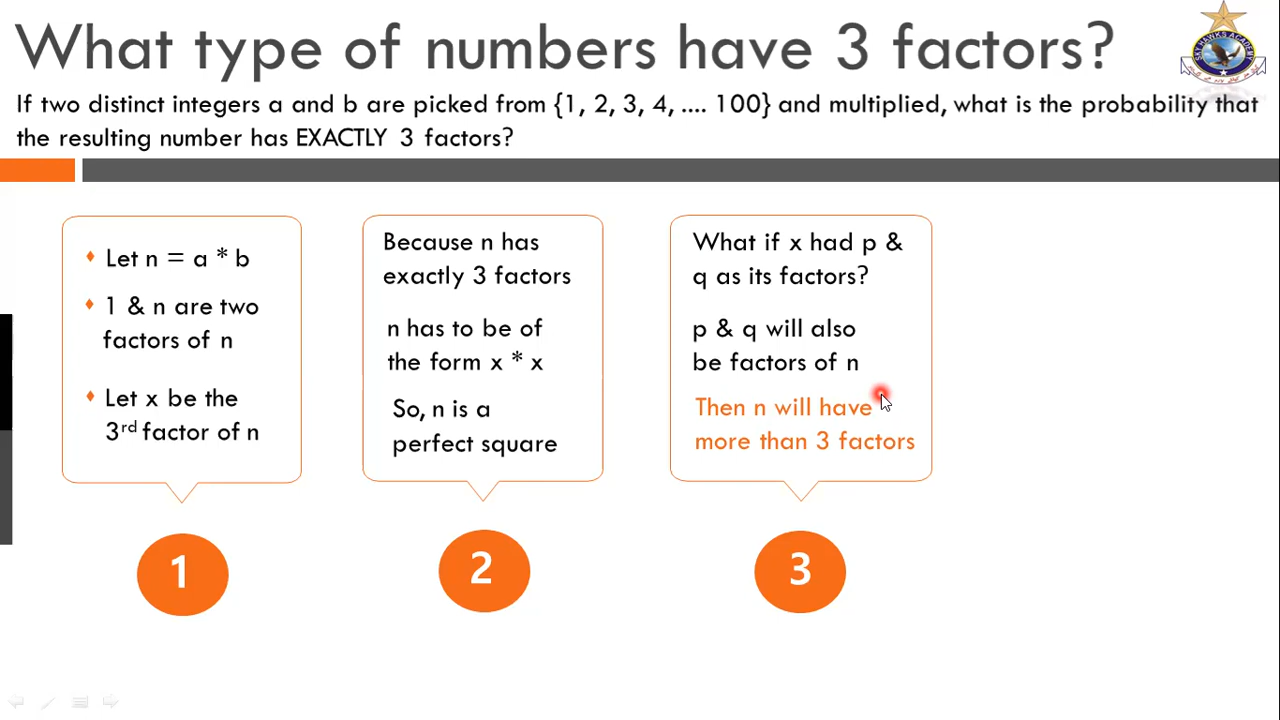 What type of numbers have 3 factors?
If two distinct integers a and b are picked from {1, 2, 3, 4, .... 100} and multiplied, what is the probability that
the resulting number has EXACTLY 3 factors?
Let n = a * b
1 & n are two
factors of n
Let x be the
3rd factor of n
Because n has
exactly 3 factors
n has to be of
the form x * x
So, n is a
perfect square
What if x had p &
q as its factors?
p & q will also
be factors of n
Then n will have
more than 3 factors
1
2
3